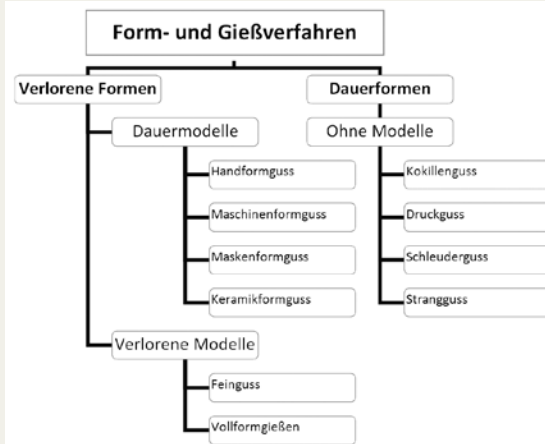 Form- und Gießverfahren
Verlorene Formen
Dauermodelle
Handformguss
Maschinenformguss
Maskenformguss
Keramikformguss
Verlorene Modelle
Feinguss
Vollformgießen
Dauerformen
Ohne Modelle
Kokillenguss
Druckguss
Schleuderguss
Strangguss